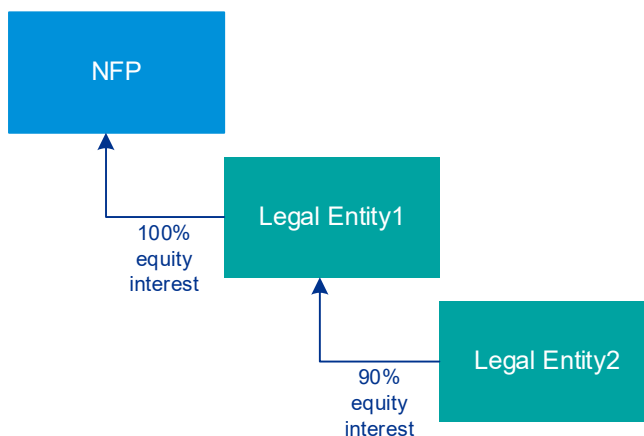 NFP
Legal Entity1
100%
equity
interest
Legal Entity2
90%
equity
interest